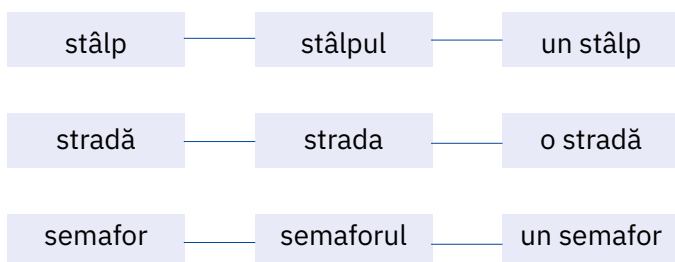 stâlp stâlpul un stâlp
stradă strada o stradă
semafor semaforul un semafor